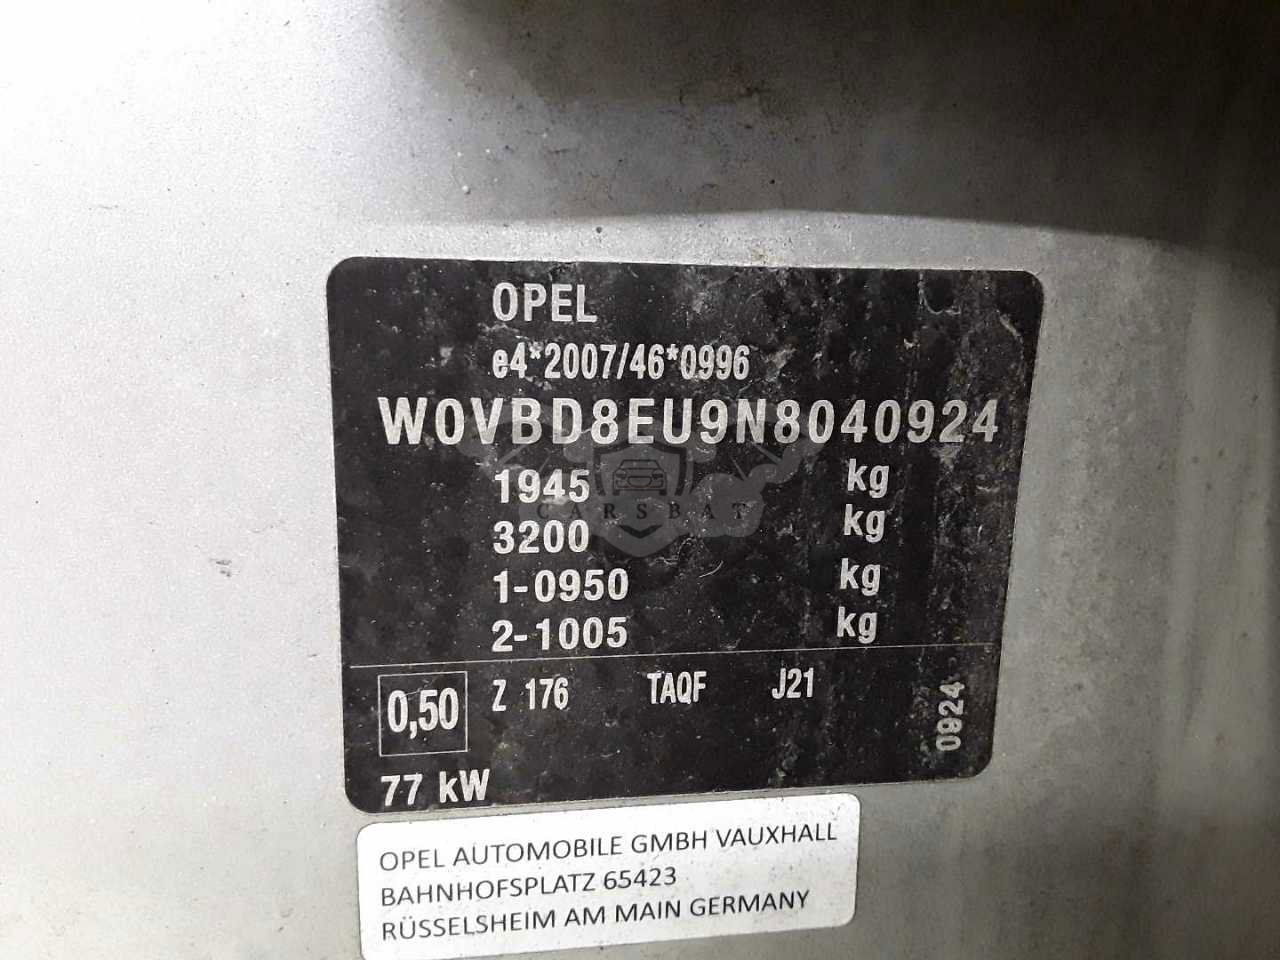 OPEL
e4*2007/46*0996
W0VBD8EU9N8040924
1945 kg
CARSBAT
3200 kg
1-0950 kg
2-1005 kg
0,50 Z 176 TAQF J21
0924
77 kW
OPEL AUTOMOBILE GMBH VAUXHALL
BAHNHOFSPLATZ 65423
RÜSSELSHEIM AM MAIN GERMANY